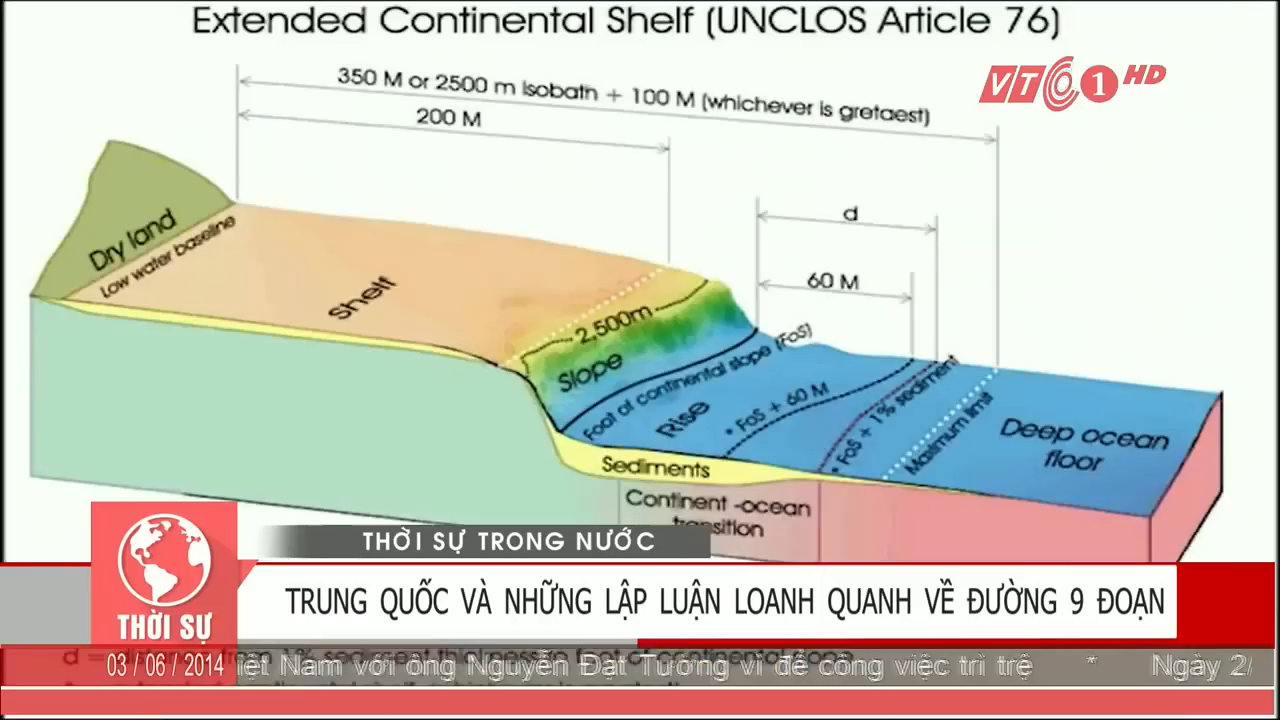 Extended Continental Shelf (UNCLOS Article 76)
VTC 1 HD
350 M or 2500 m isobath + 100 M (whichever is gretaest)
200 M
d
60 M
Dry land
Low water baseline
Shelf
2,500m
Slope
Foot of continental slope (FoS)
Rise
* FoS + 60 M
* FoS + 1% sediment
Maximum limit
Deep ocean
floor
Sediments
Continent -ocean
transition
THỜI SỰ TRONG NƯỚC
TRUNG QUỐC VÀ NHỮNG LẬP LUẬN LOANH QUANH VỀ ĐƯỜNG 9 ĐOẠN
THỜI SỰ
03 / 06 / 2014 iệt Nam với ông Nguyễn Đạt Tường vì để công việc trì trệ * Ngày 2/